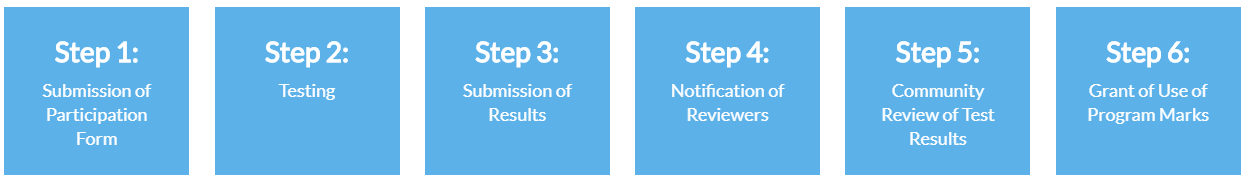 Step 1:
Submission of
Participation
Form
Step 2:
Testing
Step 3:
Submission of
Results
Step 4:
Notification of
Reviewers
Step 5:
Community
Review of Test
Results
Step 6:
Grant of Use of
Program Marks